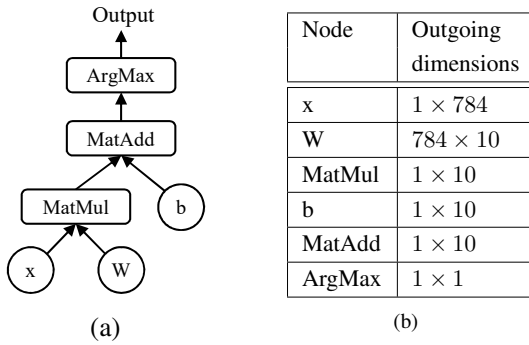 Output
ArgMax
MatAdd
MatMul
b
x
W
(a)
Node Outgoing
dimensions
x 1 × 784
W 784 × 10
MatMul 1 × 10
b 1 × 10
MatAdd 1 × 10
ArgMax 1 × 1
(b)